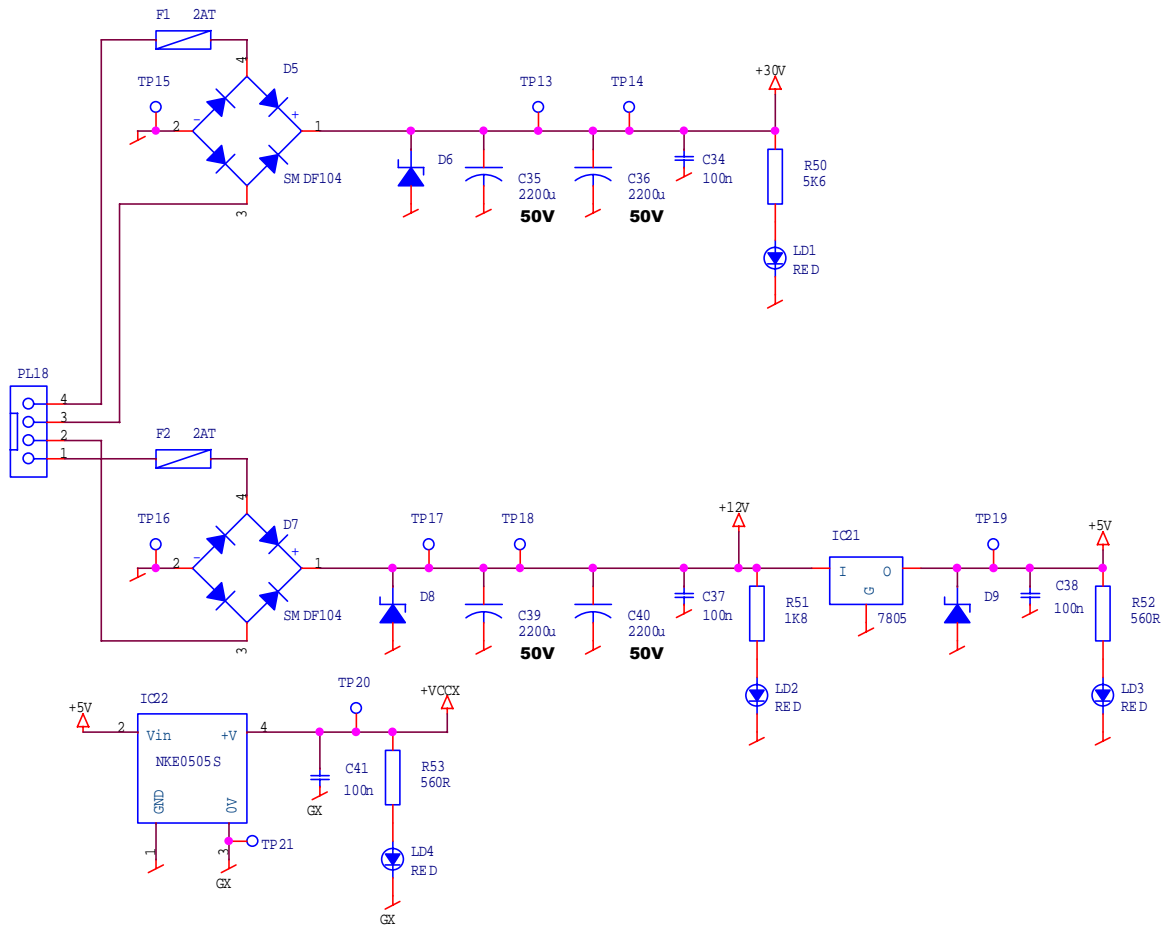 F1 2AT
4
D5
TP15
TP13
TP14
+30V
2
-
+
1
SMDF104
3
D6
C35
2200u
50V
C36
2200u
50V
C34
100n
R50
5K6
LD1
RED
PL18
4
3
2
1
F2 2AT
4
D7
TP16
TP17
TP18
+12V
IC21
TP19
+5V
2
-
+
1
SMDF104
3
D8
C39
2200u
50V
C40
2200u
50V
C37
100n
R51
1K8
I O
G
7805
D9
C38
100n
R52
560R
LD2
RED
LD3
RED
+5V
IC22
TP20
+VCCX
2
Vin +V
4
NKE0505S
GND
0V
1
3
TP21
GX
C41
100n
GX
R53
560R
LD4
RED
GX